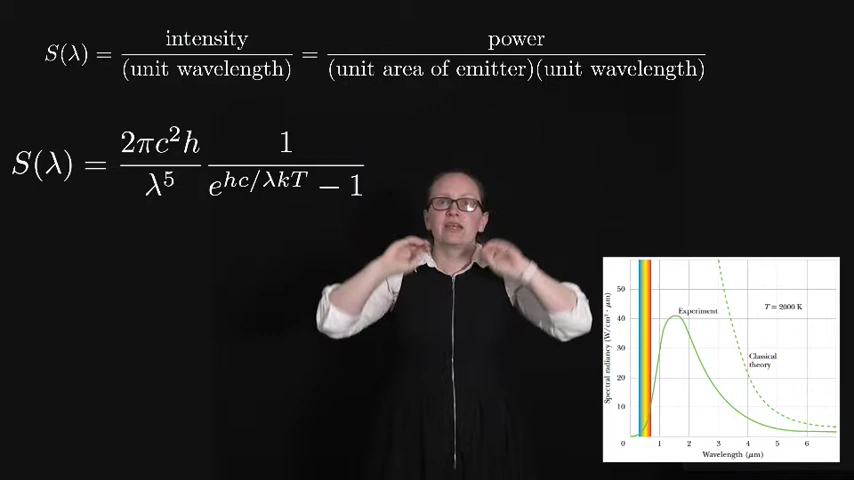 S(λ) = intensity / (unit wavelength) = power / (unit area of emitter)(unit wavelength)
S(λ) = 2πc²h / λ⁵ 1 / e^{hc/λkT} − 1
Spectral radiancy (W/cm² · μm)
50
40
30
20
10
0
Experiment
T = 2000 K
Classical
theory
1 2 3 4 5 6
Wavelength (μm)